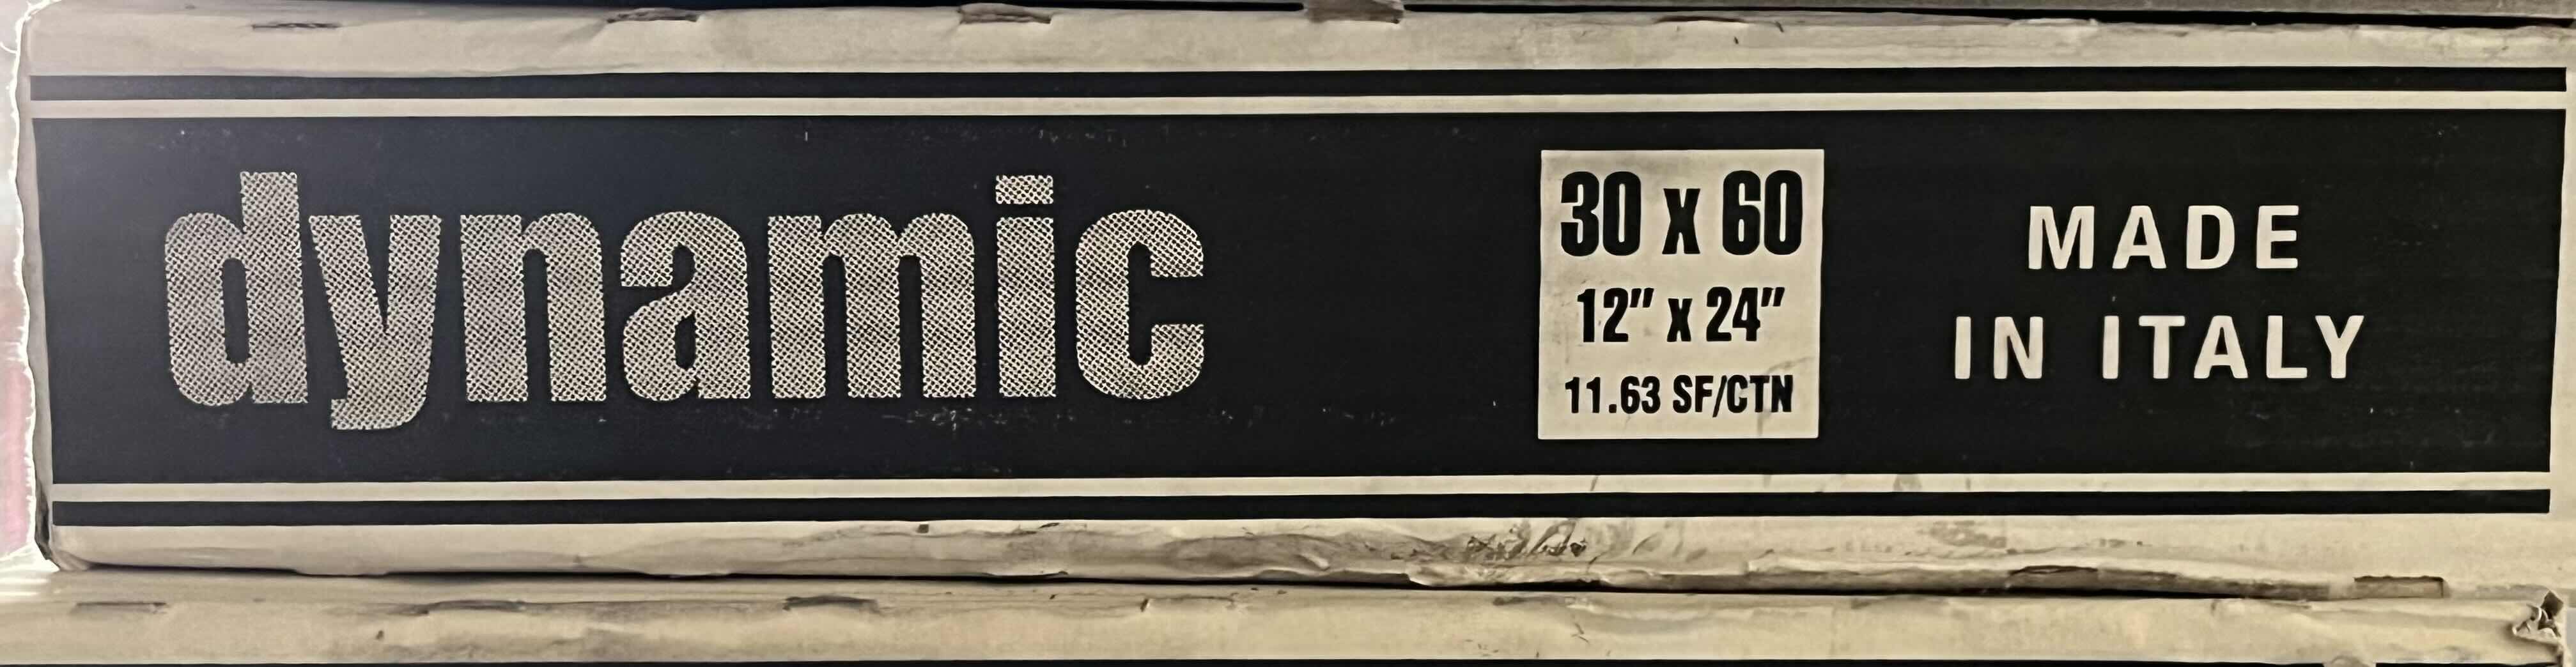 dynamic
30 x 60
12" x 24"
11.63 SF/CTN
MADE
IN ITALY